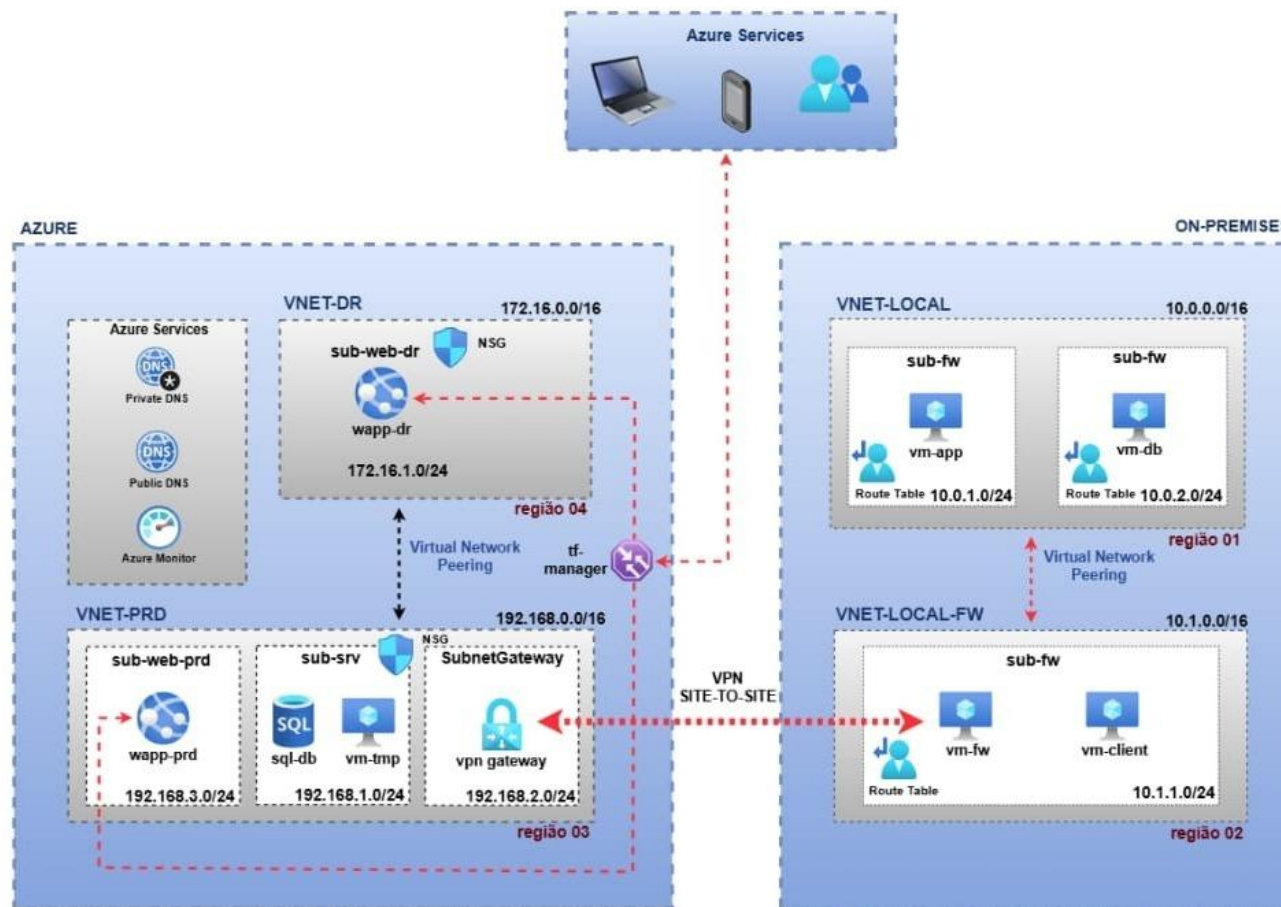 Azure Services
AZURE
ON-PREMISE
VNET-DR
172.16.0.0/16
VNET-LOCAL
10.0.0.0/16
Azure Services
DNS
Private DNS
DNS
Public DNS
Azure Monitor
sub-web-dr
NSG
wapp-dr
172.16.1.0/24
região 04
sub-fw
vm-app
Route Table
10.0.1.0/24
sub-fw
vm-db
Route Table
10.0.2.0/24
região 01
Virtual Network
Peering
tf-
manager
Virtual Network
Peering
VNET-PRD
192.168.0.0/16
VNET-LOCAL-FW
10.1.0.0/16
sub-web-prd
wapp-prd
192.168.3.0/24
sub-srv
NSG
SQL
sql-db
vm-tmp
192.168.1.0/24
SubnetGateway
vpn gateway
192.168.2.0/24
região 03
VPN
SITE-TO-SITE
sub-fw
vm-fw
vm-client
Route Table
10.1.1.0/24
região 02